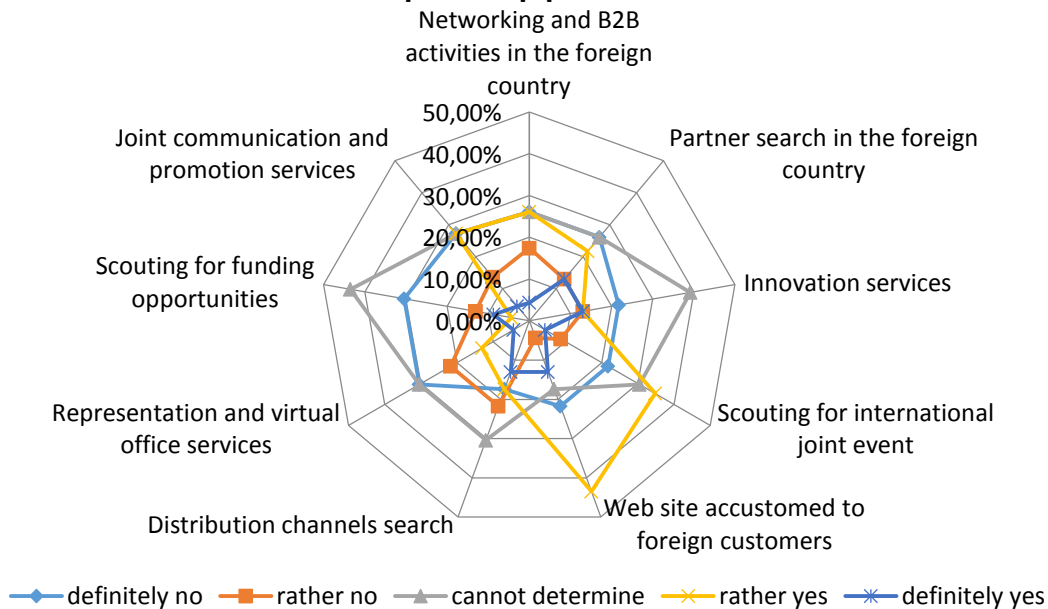 Networking and B2B
activities in the foreign
country
50,00%
40,00%
30,00%
20,00%
10,00%
0,00%
Partner search in the foreign
country
Innovation services
Scouting for international
joint event
Web site accustomed to
foreign customers
Distribution channels search
Representation and virtual
office services
Scouting for funding
opportunities
Joint communication and
promotion services
definitely no
rather no
cannot determine
rather yes
definitely yes